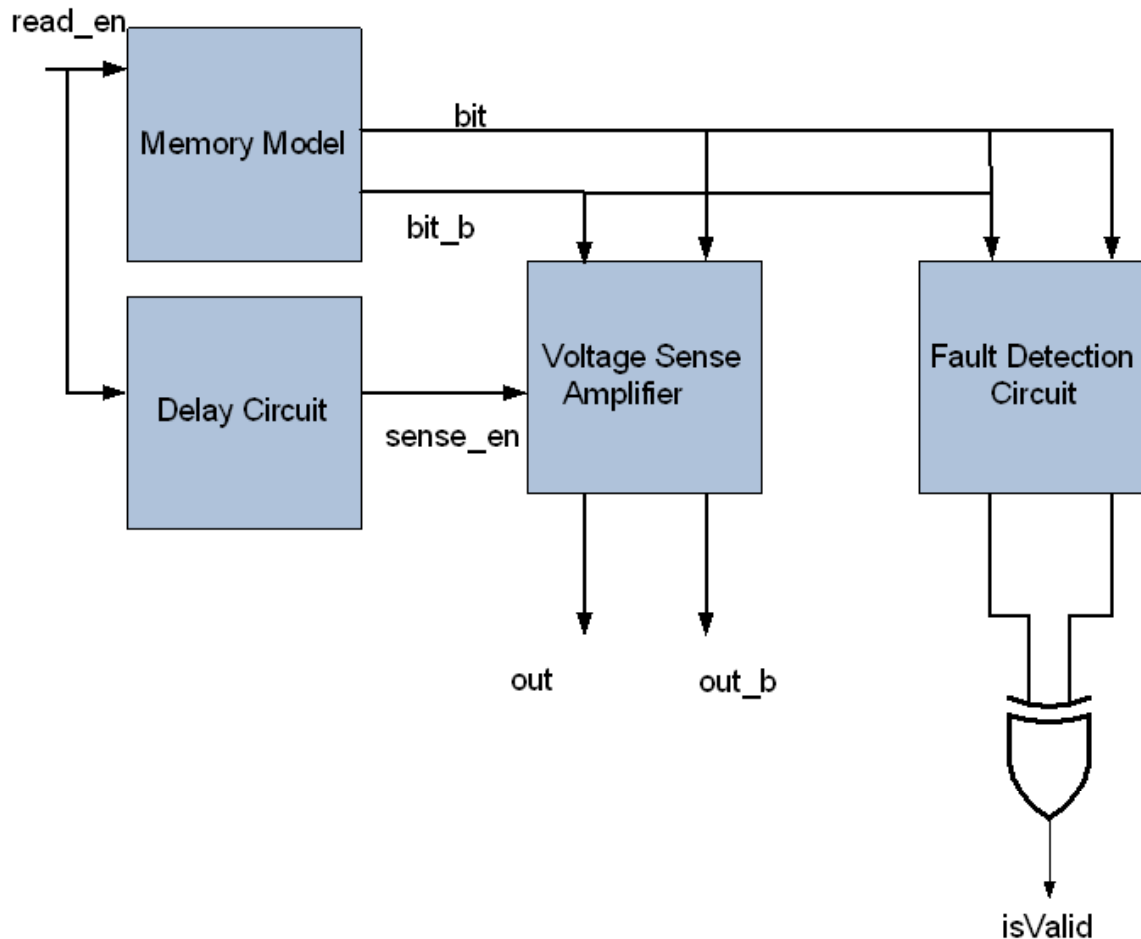 read_en
Memory Model
bit
bit_b
Delay Circuit
sense_en
Voltage Sense
Amplifier
Fault Detection
Circuit
out
out_b
isValid